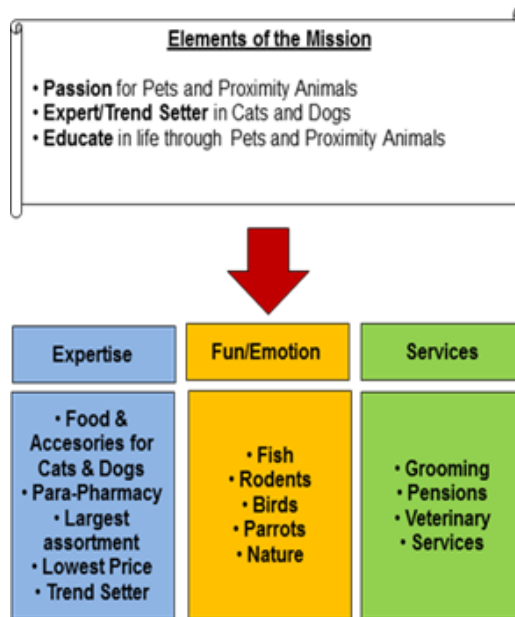 Elements of the Mission
• Passion for Pets and Proximity Animals
• Expert/Trend Setter in Cats and Dogs
• Educate in life through Pets and Proximity Animals
Expertise
Fun/Emotion
Services
• Food &
Accesories for
Cats & Dogs
• Para-Pharmacy
• Largest
assortment
• Lowest Price
• Trend Setter
• Fish
• Rodents
• Birds
• Parrots
• Nature
• Grooming
• Pensions
• Veterinary
• Services